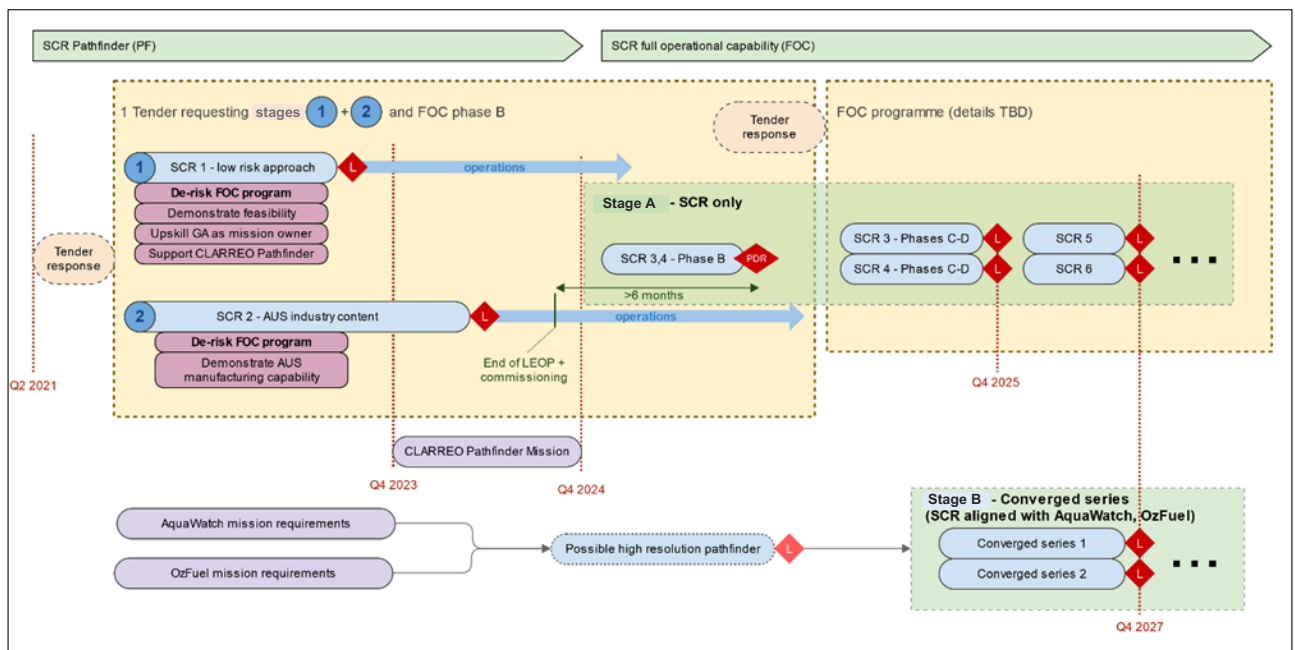 SCR Pathfinder (PF)
SCR full operational capability (FOC)
1 Tender requesting stages 1 + 2 and FOC phase B
Tender
response
FOC programme (details TBD)
1 SCR 1 - low risk approach L operations
De-risk FOC program
Demonstrate feasibility
Upskill GA as mission owner
Support CLARREO Pathfinder
Tender
response
Stage A - SCR only
SCR 3,4 - Phase B PDR
>6 months
SCR 3 - Phases C-D L
SCR 4 - Phases C-D L
SCR 5 L
SCR 6 L
...
2 SCR 2 - AUS industry content L operations
De-risk FOC program
Demonstrate AUS
manufacturing capability
End of LEOP +
commissioning
Q2 2021
Q4 2025
CLARREO Pathfinder Mission
Q4 2023
Q4 2024
AquaWatch mission requirements
OzFuel mission requirements
Possible high resolution pathfinder L
Stage B - Converged series
(SCR aligned with AquaWatch, OzFuel)
Converged series 1 L
Converged series 2 L
...
Q4 2027